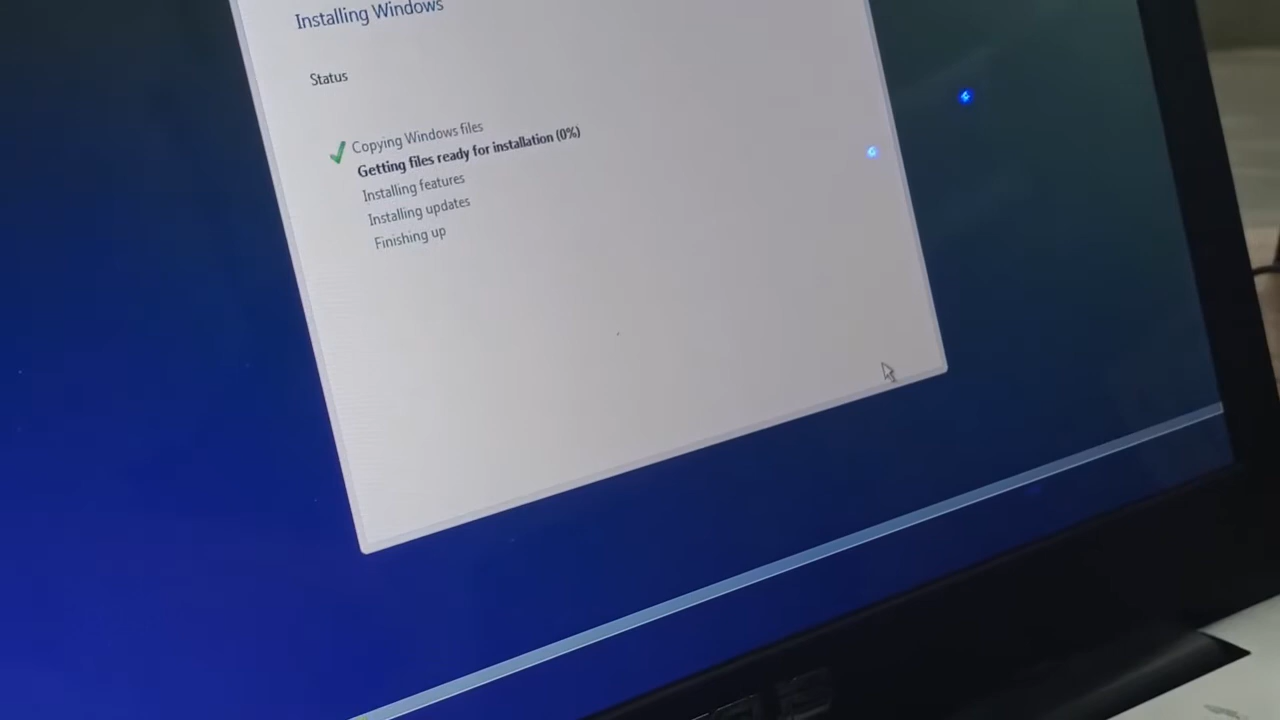 Installing Windows
Status
Copying Windows files
Getting files ready for installation (0%)
Installing features
Installing updates
Finishing up